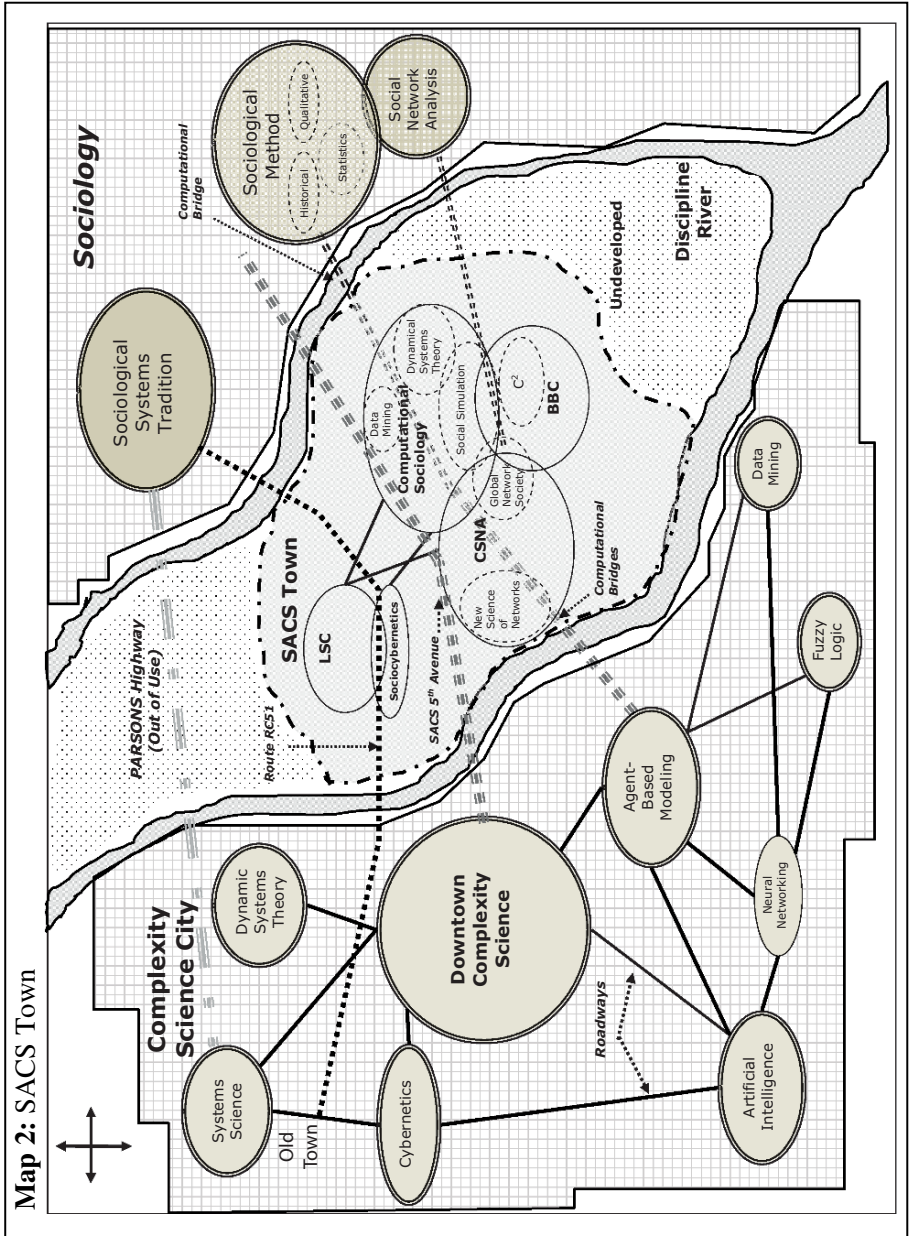 Map 2: SACS Town
Sociology
Sociological
Systems
Tradition
Sociological
Method
Historical
Qualitative
Statistics
Social
Network
Analysis
Computational
Bridge
PARSONS Highway
(Out of Use)
SACS Town
Route RC51
LSC
Sociocybernetics
SACS 5th Avenue
Data
Mining
Computational
Sociology
Dynamical
Systems
Theory
Social Simulation
CSNA
Global
Network
Society
New
Science
of
Networks
C²
BBC
Undeveloped
Discipline
River
Computational
Bridges
Complexity
Science City
Systems
Science
Old
Town
Dynamic
Systems
Theory
Cybernetics
Downtown
Complexity
Science
Roadways
Agent-
Based
Modeling
Artificial
Intelligence
Neural
Networking
Data
Mining
Fuzzy
Logic